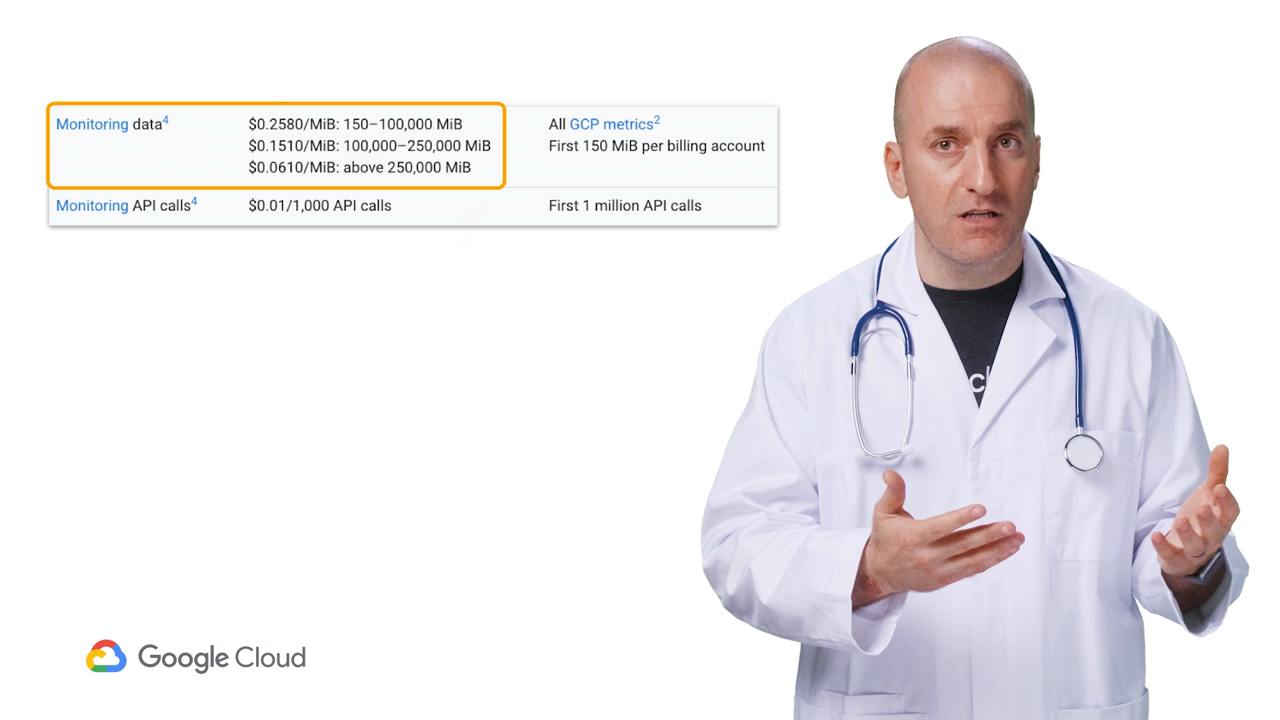 Monitoring data4
$0.2580/MiB: 150–100,000 MiB
$0.1510/MiB: 100,000–250,000 MiB
$0.0610/MiB: above 250,000 MiB
All GCP metrics2
First 150 MiB per billing account
Monitoring API calls4
$0.01/1,000 API calls
First 1 million API calls
Google Cloud